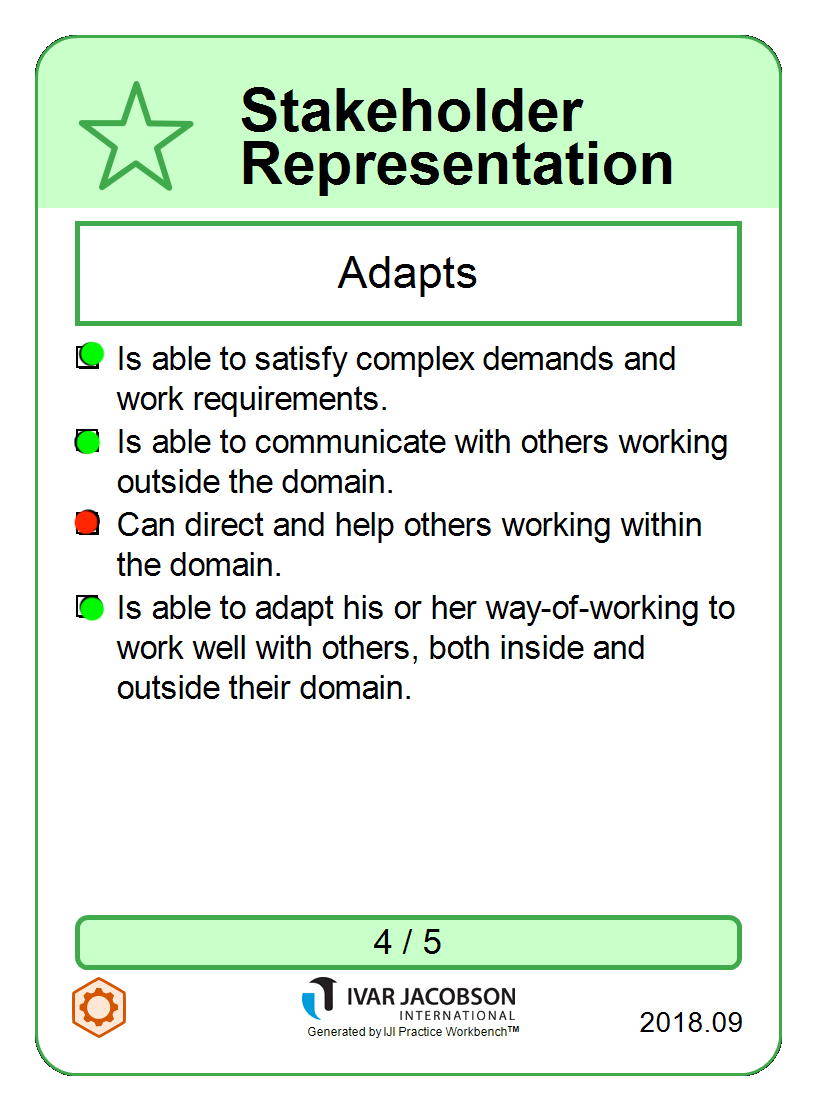 Stakeholder
Representation
Adapts
Is able to satisfy complex demands and
work requirements.
Is able to communicate with others working
outside the domain.
Can direct and help others working within
the domain.
Is able to adapt his or her way-of-working to
work well with others, both inside and
outside their domain.
4 / 5
IVAR JACOBSON
INTERNATIONAL
Generated by IJI Practice Workbench™
2018.09